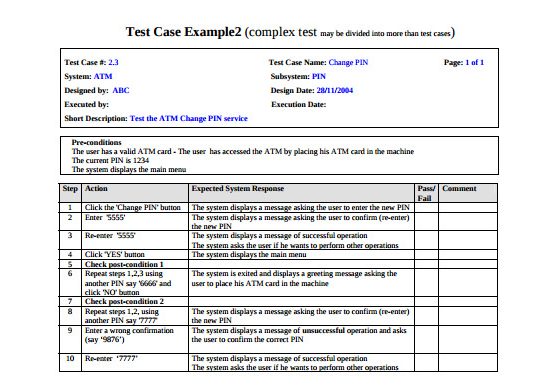 Test Case Example2 (complex test may be divided into more than test cases)
Test Case #: 2.3 Test Case Name: Change PIN Page: 1 of 1
System: ATM Subsystem: PIN
Designed by: ABC Design Date: 28/11/2004
Executed by: Execution Date:
Short Description: Test the ATM Change PIN service
Pre-conditions
The user has a valid ATM card - The user has accessed the ATM by placing his ATM card in the machine
The current PIN is 1234
The system displays the main menu
Step Action Expected System Response Pass/ Comment
Fail
1 Click the 'Change PIN' button The system displays a message asking the user to enter the new PIN
2 Enter '5555' The system displays a message asking the user to confirm (re-enter)
the new PIN
3 Re-enter '5555' The system displays a message of successful operation
The system asks the user if he wants to perform other operations
4 Click 'YES' button The system displays the main menu
5 Check post-condition 1
6 Repeat steps 1,2,3 using The system is exited and displays a greeting message asking the
another PIN say '6666' and user to place his ATM card in the machine
click 'NO' button
7 Check post-condition 2
8 Repeat steps 1,2, using The system displays a message asking the user to confirm (re-enter)
another PIN say '7777' the new PIN
9 Enter a wrong confirmation The system displays a message of unsuccessful operation and asks
(say '9876') the user to confirm the correct PIN
10 Re-enter '7777' The system displays a message of successful operation
The system asks the user if he wants to perform other operations